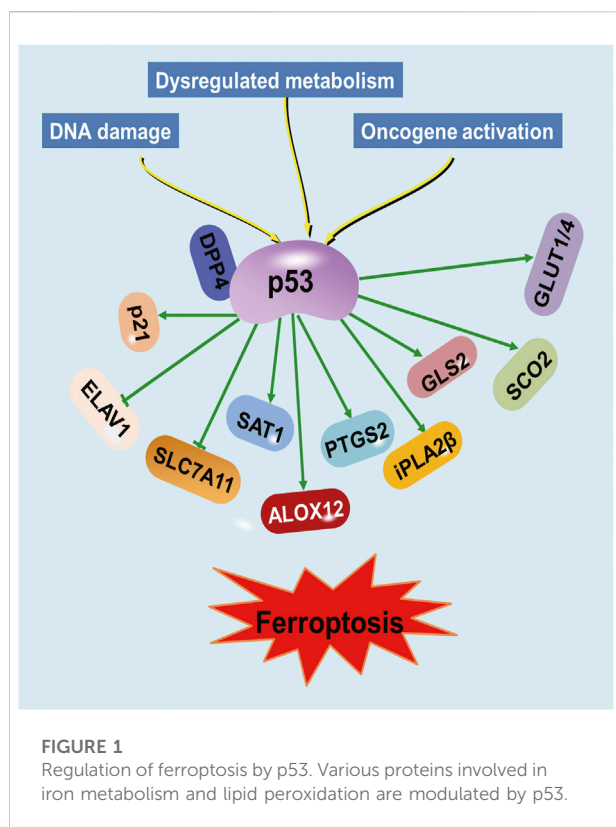 Dysregulated metabolism
DNA damage
Oncogene activation
DPP4
p53
GLUT1/4
p21
ELAV1
SLC7A11
SAT1
ALOX12
PTGS2
iPLA2β
GLS2
SCO2
Ferroptosis
FIGURE 1
Regulation of ferroptosis by p53. Various proteins involved in
iron metabolism and lipid peroxidation are modulated by p53.